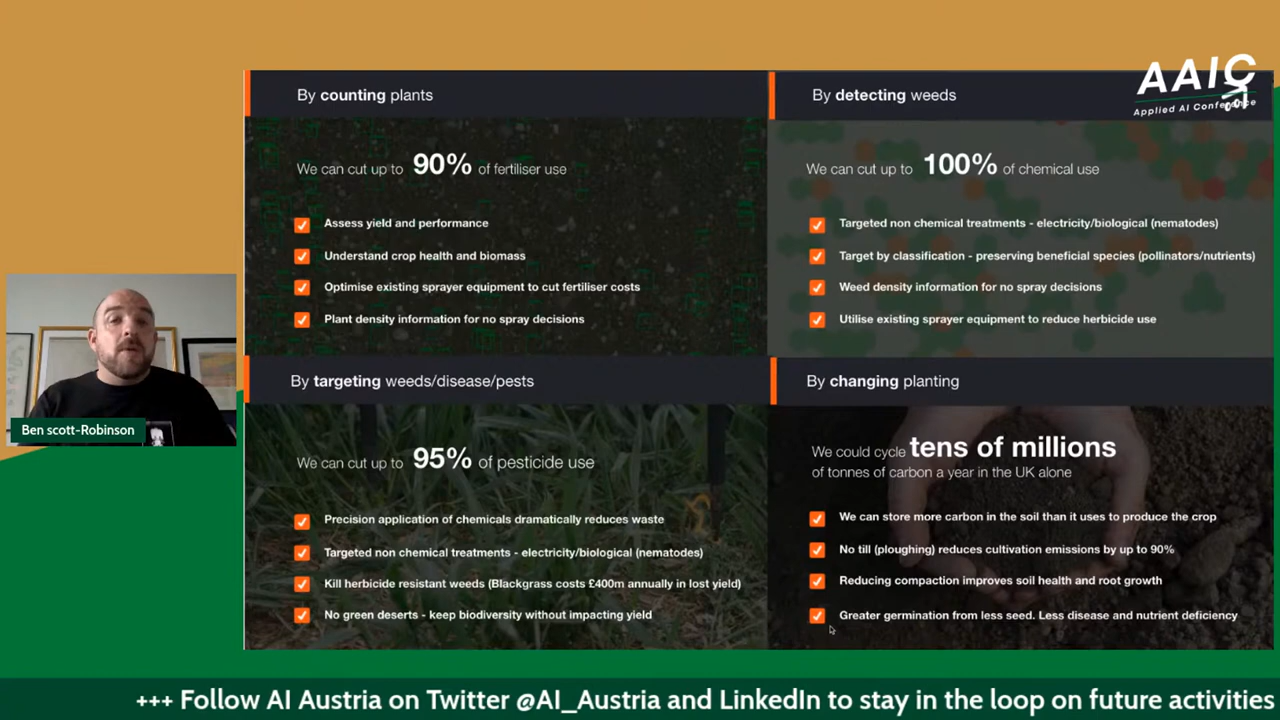 AAIC
Applied AI Conference
By counting plants
We can cut up to 90% of fertiliser use
Assess yield and performance
Understand crop health and biomass
Optimise existing sprayer equipment to cut fertiliser costs
Plant density information for no spray decisions
By detecting weeds
We can cut up to 100% of chemical use
Targeted non chemical treatments - electricity/biological (nematodes)
Target by classification - preserving beneficial species (pollinators/nutrients)
Weed density information for no spray decisions
Utilise existing sprayer equipment to reduce herbicide use
By targeting weeds/disease/pests
We can cut up to 95% of pesticide use
Precision application of chemicals dramatically reduces waste
Targeted non chemical treatments - electricity/biological (nematodes)
Kill herbicide resistant weeds (Blackgrass costs £400m annually in lost yield)
No green deserts - keep biodiversity without impacting yield
By changing planting
We could cycle tens of millions
of tonnes of carbon a year in the UK alone
We can store more carbon in the soil than it uses to produce the crop
No till (ploughing) reduces cultivation emissions by up to 90%
Reducing compaction improves soil health and root growth
Greater germination from less seed. Less disease and nutrient deficiency
Ben scott-Robinson
+++ Follow AI Austria on Twitter @AI_Austria and LinkedIn to stay in the loop on future activities